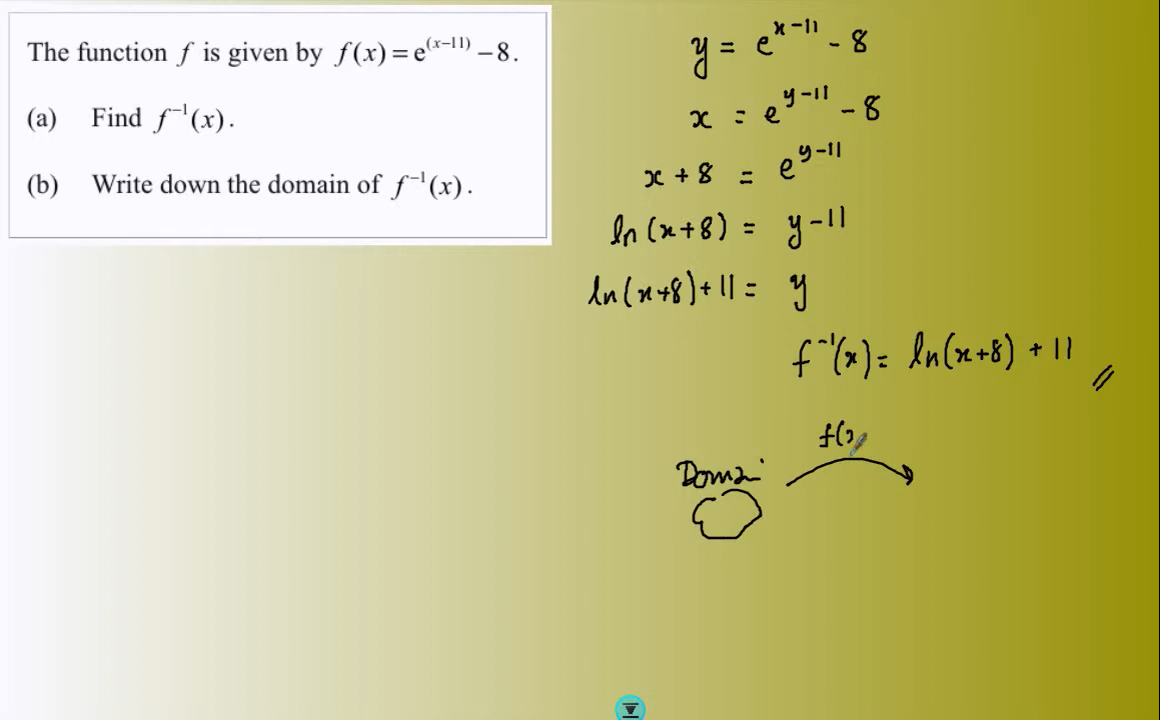 The function f is given by f(x) = e^(x−11) − 8.
(a) Find f⁻¹(x).
(b) Write down the domain of f⁻¹(x).
y = e^x−11 − 8
x = e^y−11 − 8
x + 8 = e^y−11
ln(x+8) = y − 11
ln(x+8) + 11 = y
f⁻¹(x) = ln(x+8) + 11
f(
Domai